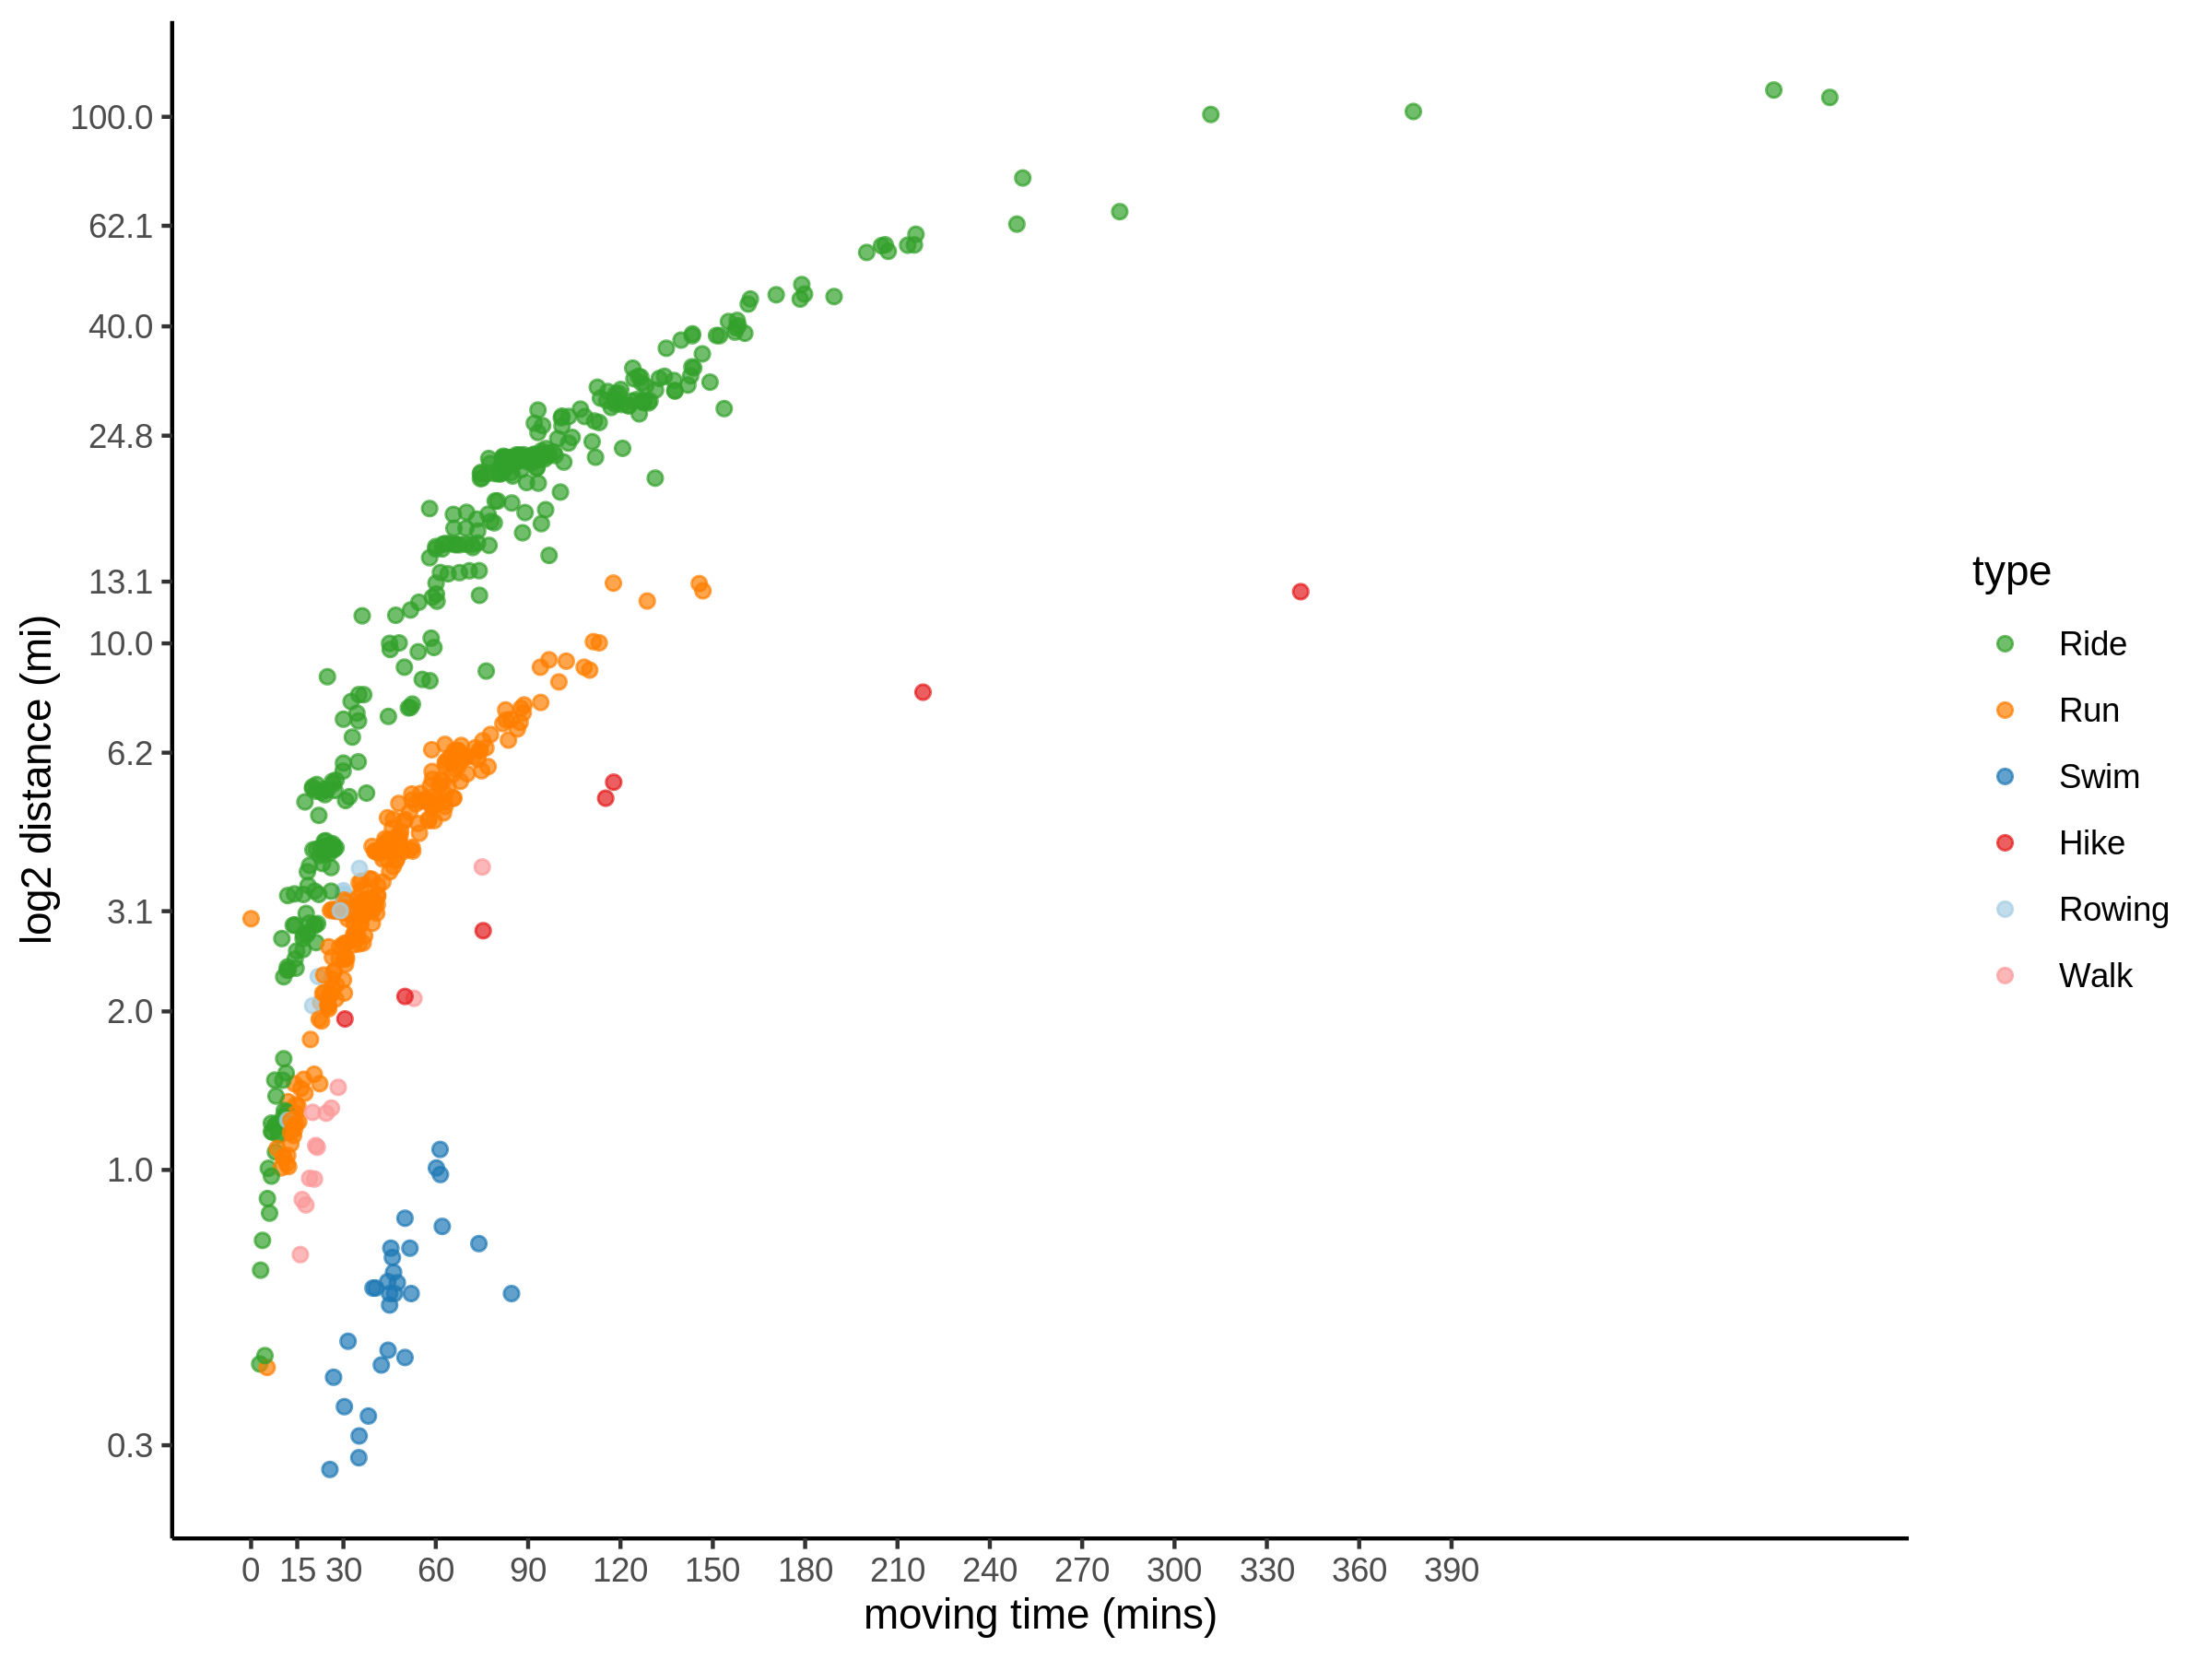 log2 distance (mi)
100.0
62.1
40.0
24.8
13.1
10.0
6.2
3.1
2.0
1.0
0.3
0 15 30 60 90 120 150 180 210 240 270 300 330 360 390
moving time (mins)
type
Ride
Run
Swim
Hike
Rowing
Walk